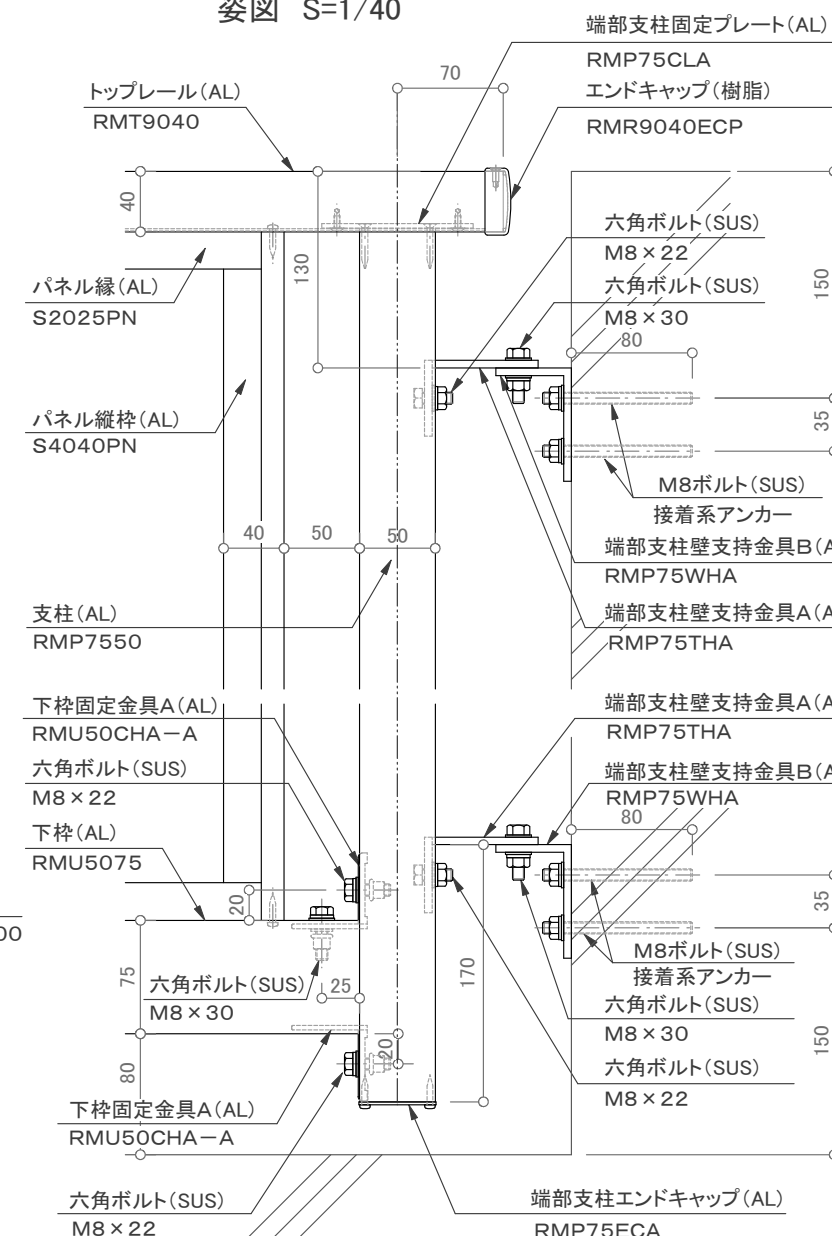 姿図 S=1/40
端部支柱固定プレート(AL)
RMP75CLA
トップレール(AL)
RMT9040
70
エンドキャップ(樹脂)
RMR9040ECP
40
130
六角ボルト(SUS)
M8×22
六角ボルト(SUS)
M8×30
80
150
パネル縁(AL)
S2025PN
パネル縦枠(AL)
S4040PN
35
M8ボルト(SUS)
接着系アンカー
40
50
50
端部支柱壁支持金具B(A
RMP75WHA
支柱(AL)
RMP7550
端部支柱壁支持金具A(A
RMP75THA
下枠固定金具A(AL)
RMU50CHA-A
端部支柱壁支持金具A(A
RMP75THA
六角ボルト(SUS)
M8×22
端部支柱壁支持金具B(A
RMP75WHA
80
下枠(AL)
RMU5075
20
35
00
75
六角ボルト(SUS)
M8×30
25
170
M8ボルト(SUS)
接着系アンカー
六角ボルト(SUS)
M8×30
150
80
20
六角ボルト(SUS)
M8×22
下枠固定金具A(AL)
RMU50CHA-A
六角ボルト(SUS)
M8×22
端部支柱エンドキャップ(AL)
RMP75ECA